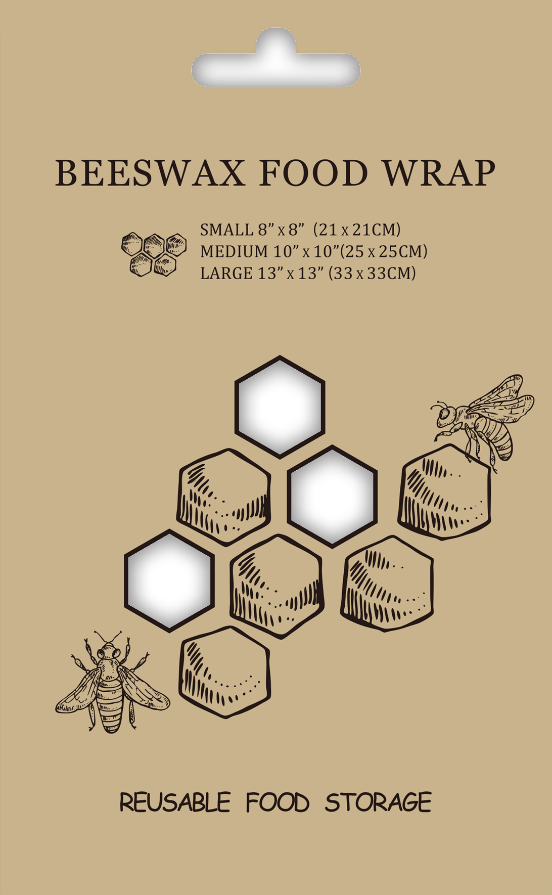 BEESWAX FOOD WRAP
SMALL 8” x 8” (21 x 21CM)
MEDIUM 10” x 10”(25 x 25CM)
LARGE 13” x 13” (33 x 33CM)
REUSABLE FOOD STORAGE